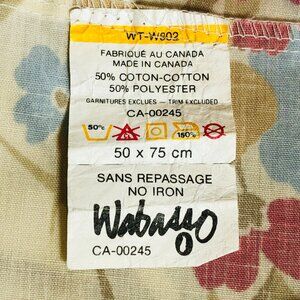 WT-W802
FABRIQUÉ AU CANADA
MADE IN CANADA
50% COTON-COTTON
50% POLYESTER
GARNITURES EXCLUES – TRIM EXCLUDED
CA-00245
50% 150°
50 x 75 cm
SANS REPASSAGE
NO IRON
Wabasso
CA-00245